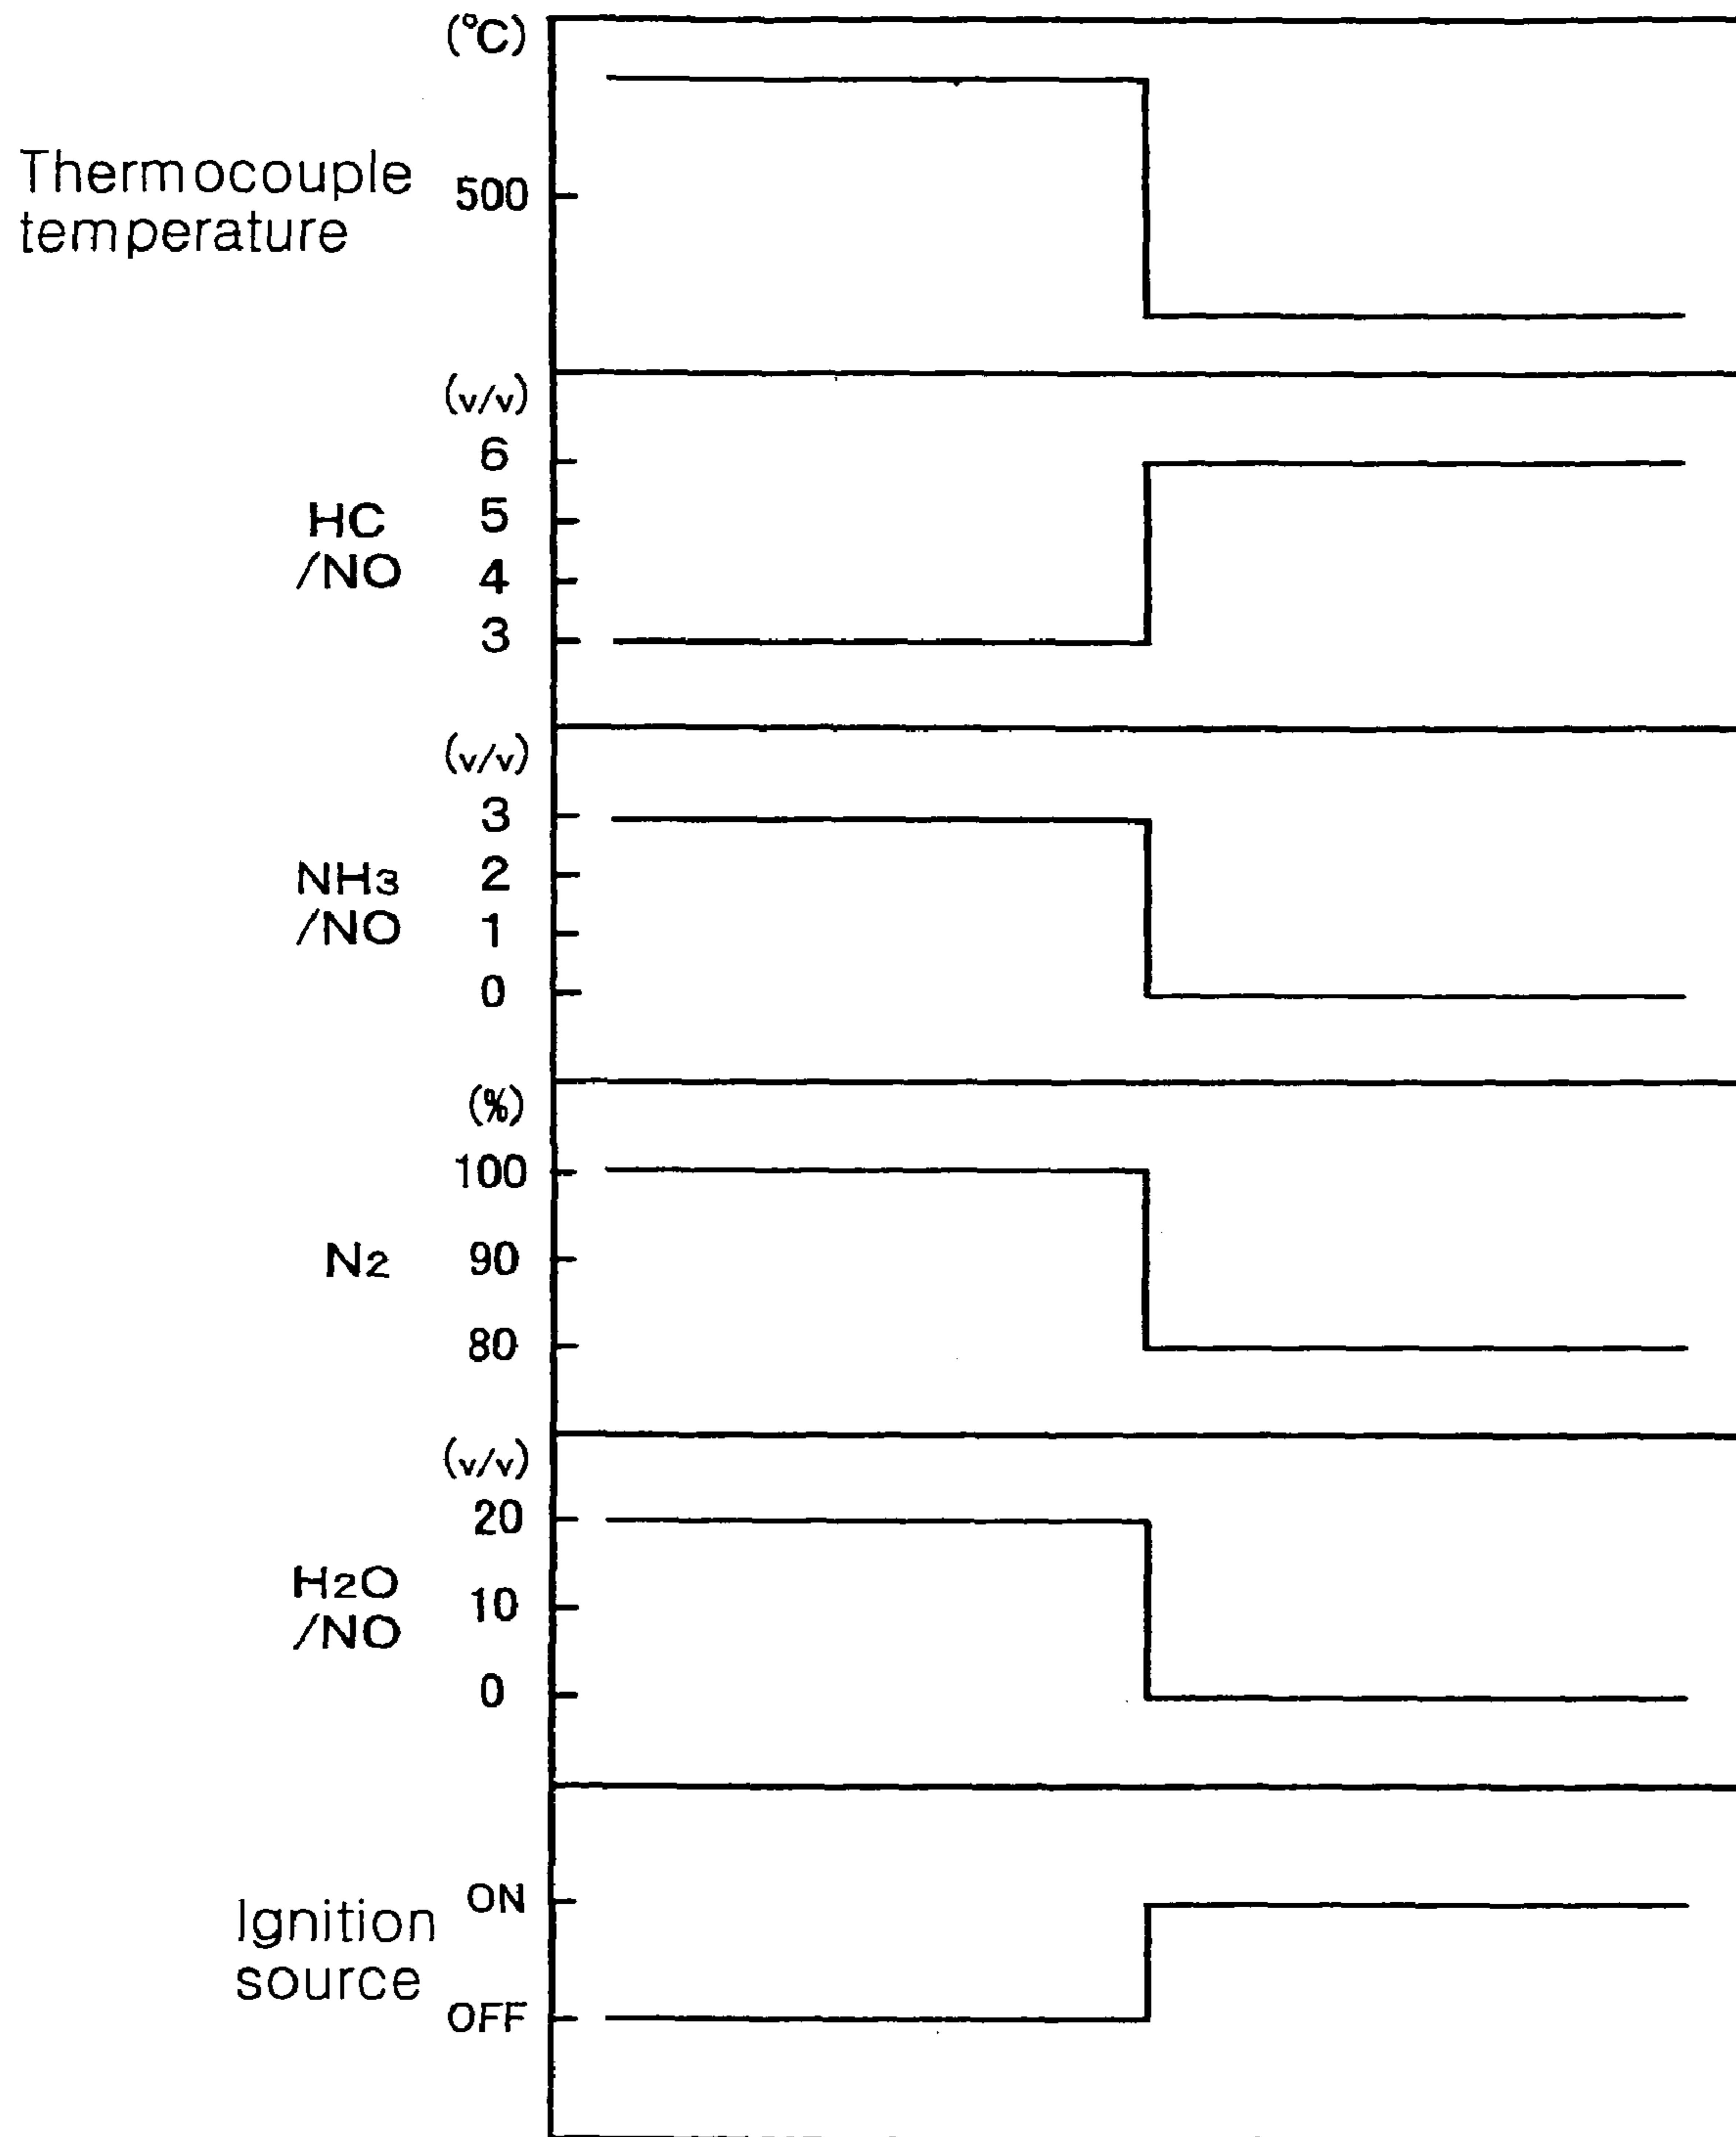 (°C)
Thermocouple
temperature
500
(v/v)
6
5
HC
/NO
4
3
(v/v)
3
NH3
/NO
2
1
0
(%)
100
N2
90
80
(v/v)
20
H2O
/NO
10
0
Ignition
source
ON
OFF